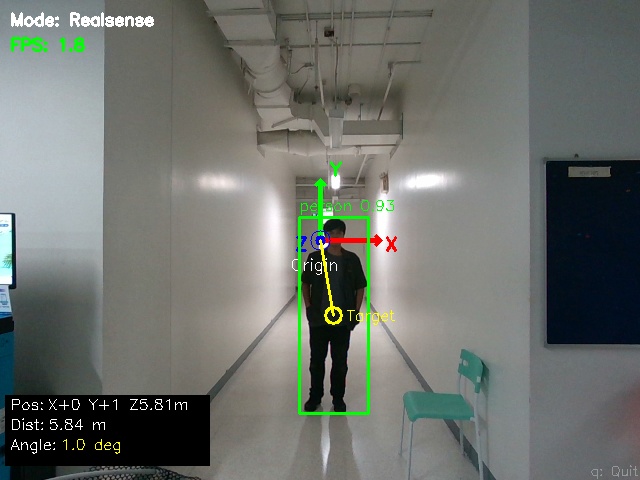 Mode: Realsense
FPS: 1.8
Y
person 0.93
Z
X
Origin
Target
Pos: X+0 Y+1 Z5.81m
Dist: 5.84 m
Angle: 1.0 deg
q: Quit